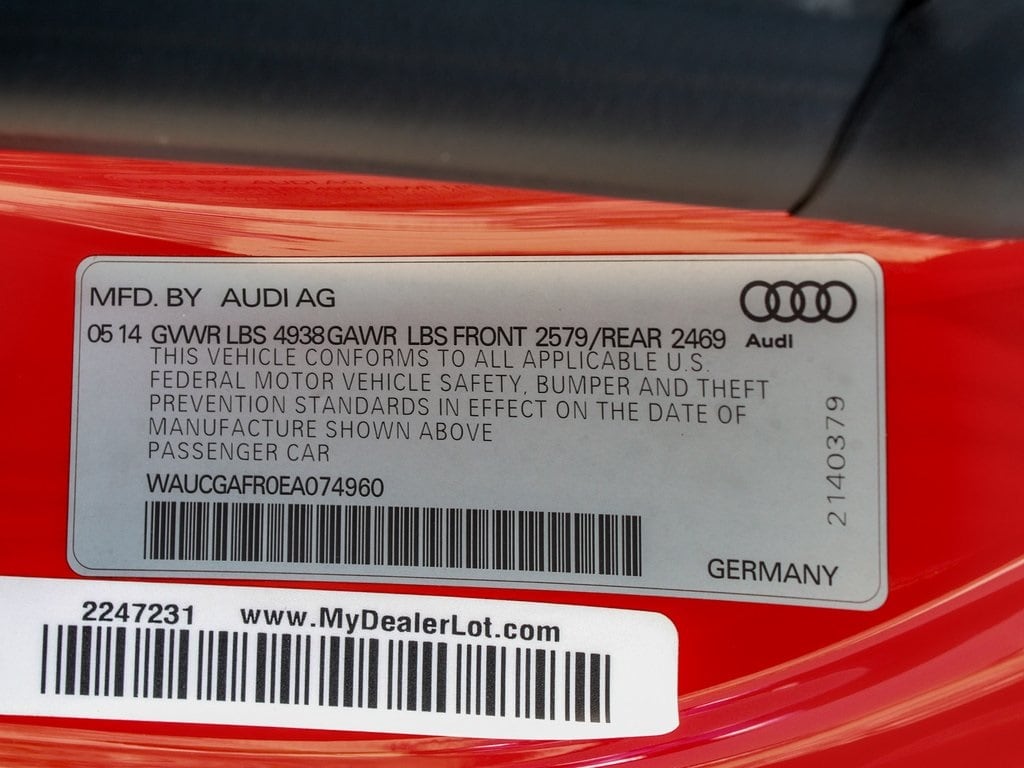 MFD. BY AUDI AG
05 14 GVWR LBS 4938 GAWR LBS FRONT 2579/REAR 2469
Audi
THIS VEHICLE CONFORMS TO ALL APPLICABLE U.S.
FEDERAL MOTOR VEHICLE SAFETY, BUMPER AND THEFT
PREVENTION STANDARDS IN EFFECT ON THE DATE OF
MANUFACTURE SHOWN ABOVE
PASSENGER CAR
WAUCGAFR0EA074960
2140379
GERMANY
2247231 www.MyDealerLot.com